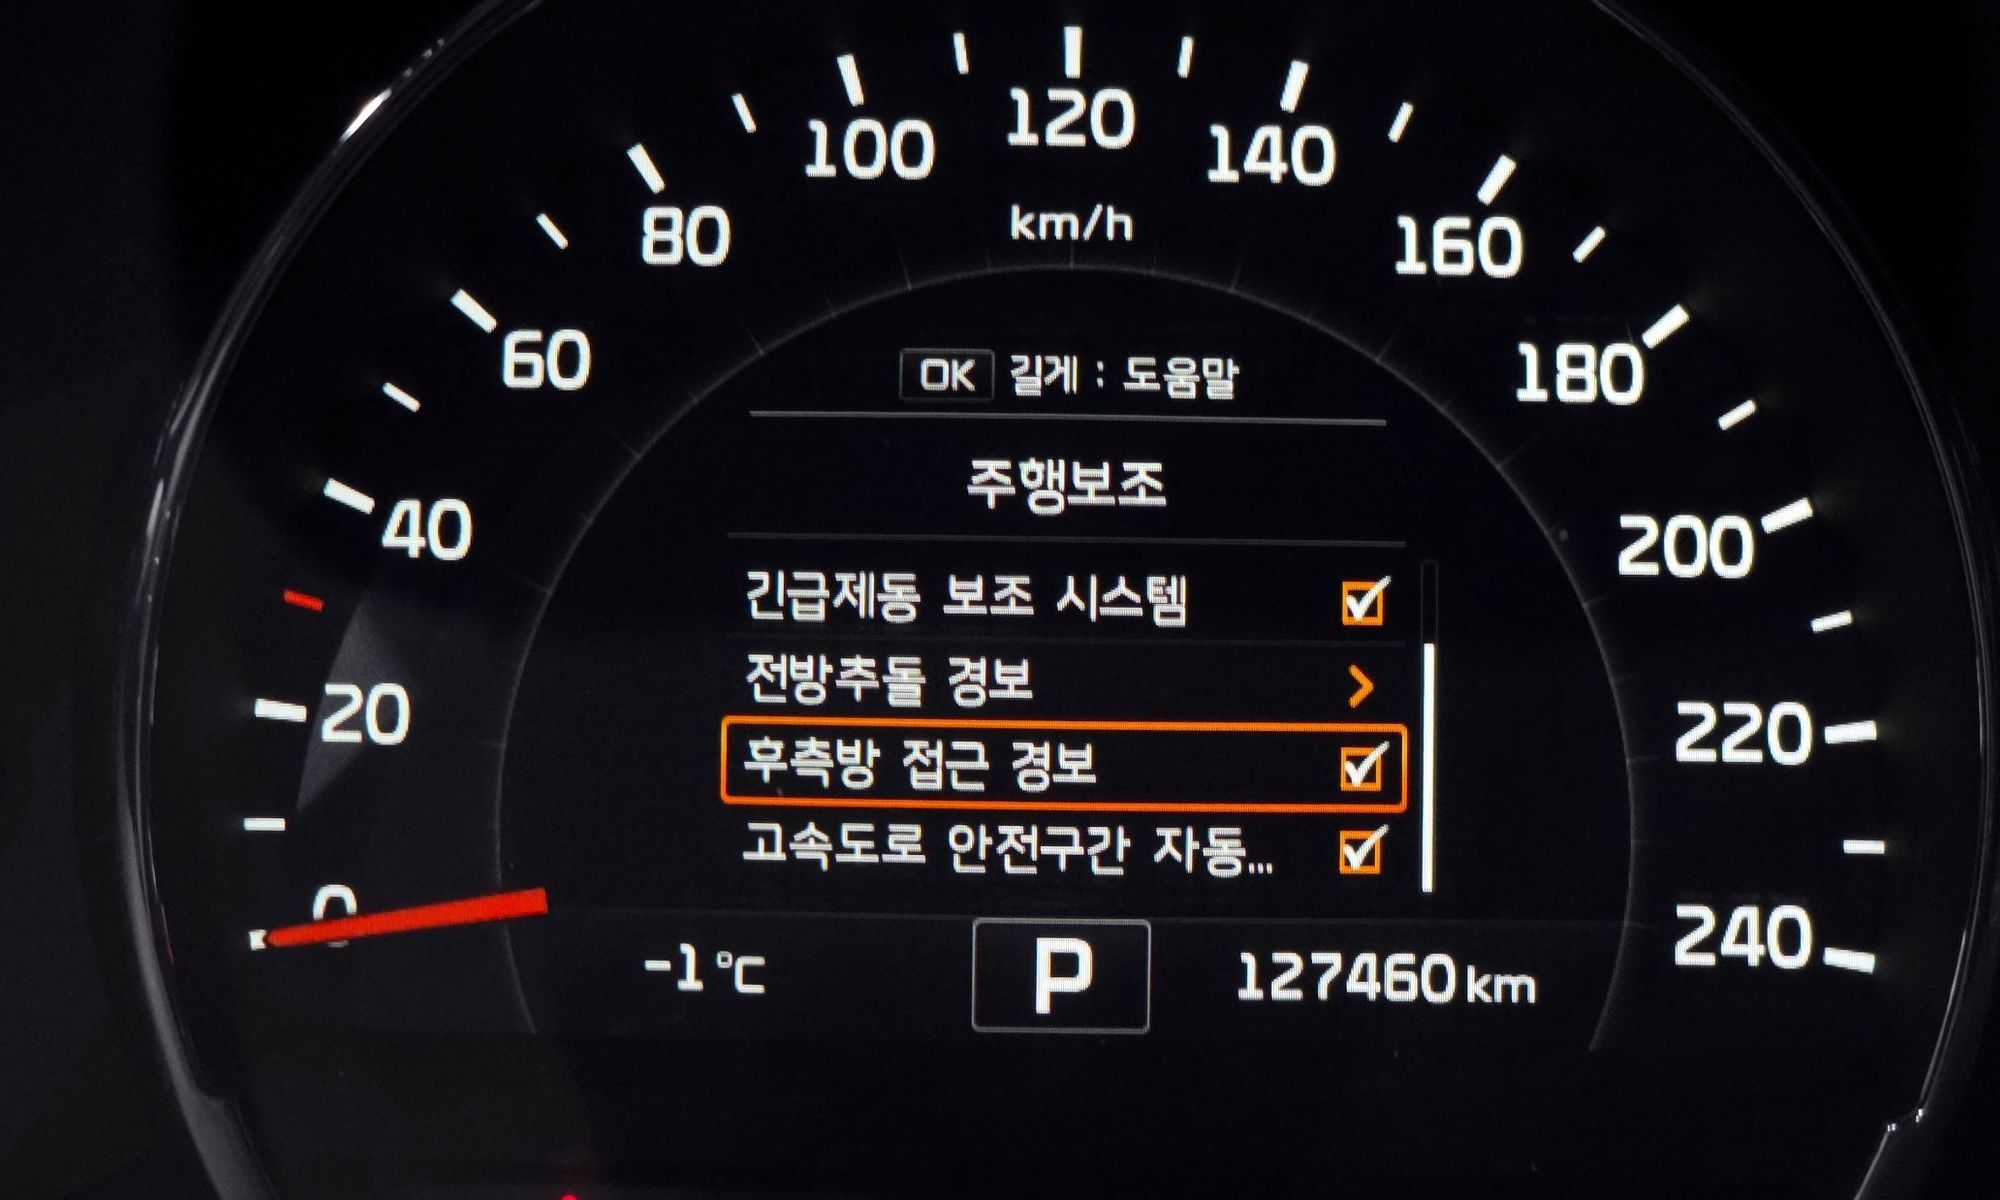 120
100
140
80
km/h
160
60
180
OK 길게 : 도움말
주행보조
40
200
긴급제동 보조 시스템
전방추돌 경보
20
220
후측방 접근 경보
고속도로 안전구간 자동...
0
240
-1°C
P
127460 km